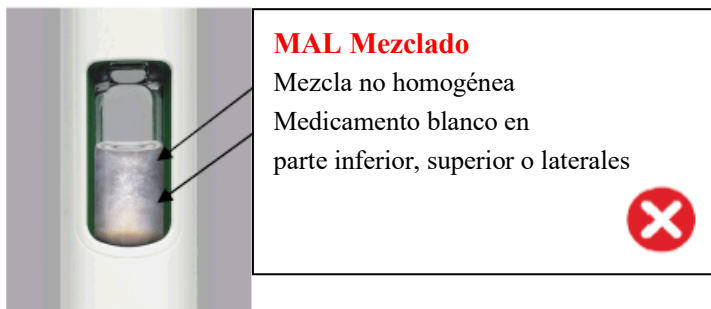 MAL Mezclado
Mezcla no homogénea
Medicamento blanco en
parte inferior, superior o laterales